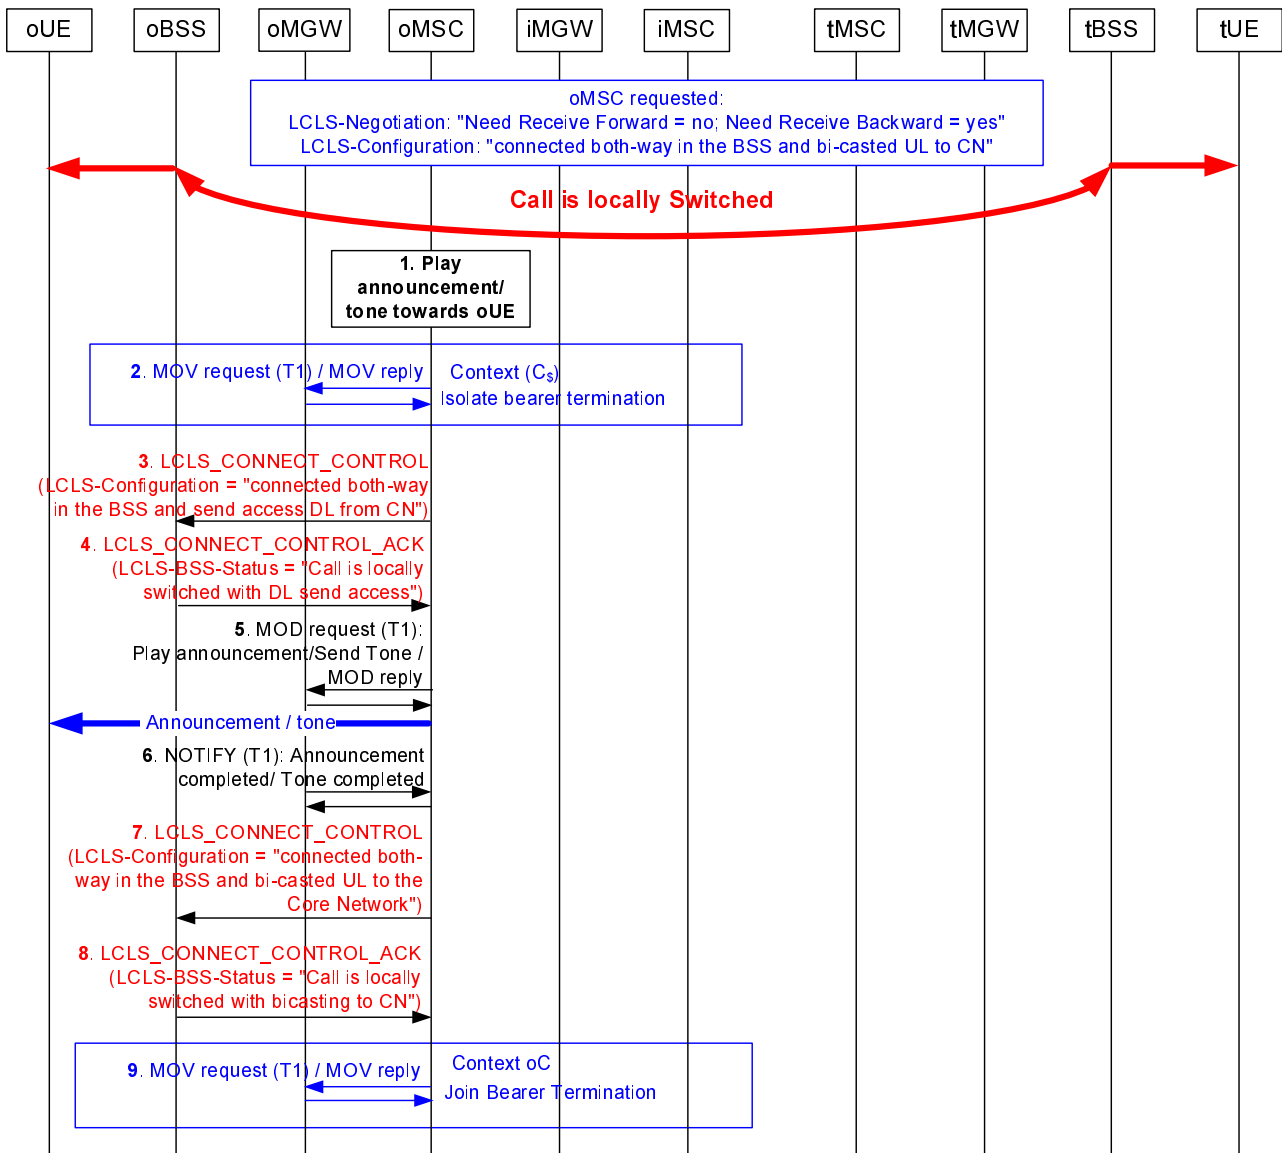 oUE oBSS oMGW oMSC iMGW iMSC tMSC tMGW tBSS tUE
oMSC requested:
LCLS-Negotiation: "Need Receive Forward = no; Need Receive Backward = yes"
LCLS-Configuration: "connected both-way in the BSS and bi-casted UL to CN"
Call is locally Switched
1. Play
announcement/
tone towards oUE
2. MOV request (T1) / MOV reply
Context (C$)
Isolate bearer termination
3. LCLS_CONNECT_CONTROL
(LCLS-Configuration = "connected both-way
in the BSS and send access DL from CN")
4. LCLS_CONNECT_CONTROL_ACK
(LCLS-BSS-Status = "Call is locally
switched with DL send access")
5. MOD request (T1):
Play announcement/Send Tone /
MOD reply
Announcement / tone
6. NOTIFY (T1): Announcement
completed/ Tone completed
7. LCLS_CONNECT_CONTROL
(LCLS-Configuration = "connected both-
way in the BSS and bi-casted UL to the
Core Network")
8. LCLS_CONNECT_CONTROL_ACK
(LCLS-BSS-Status = "Call is locally
switched with bicasting to CN")
9. MOV request (T1) / MOV reply
Context oC
Join Bearer Termination